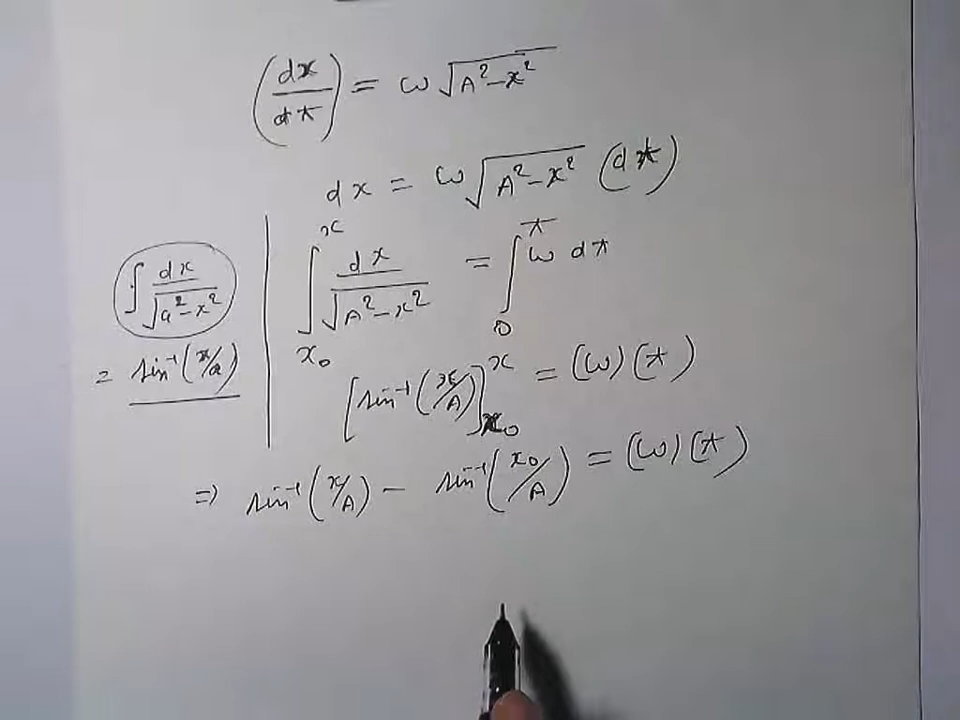 (dx/dt) = ω√(A²-x²)
dx = ω√(A²-x²) (dt)
∫ dx/√(a²-x²)
= sin⁻¹(x/a)
∫_{x₀}^{x} dx/√(A²-x²) = ∫_{0}^{t} ω dt
[sin⁻¹(x/A)]_{x₀}^{x} = (ω)(t)
⇒ sin⁻¹(x/A) - sin⁻¹(x₀/A) = (ω)(t)